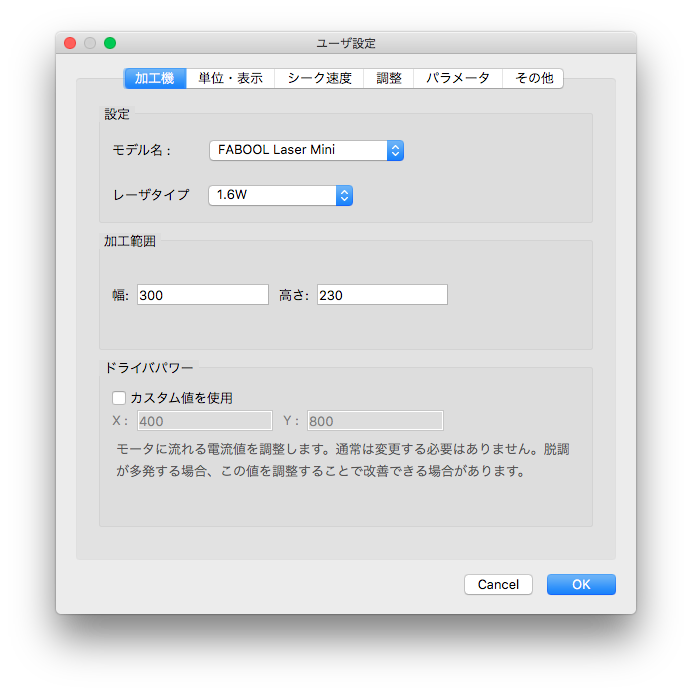 ユーザ設定
加工機 単位・表示 シーク速度 調整 パラメータ その他
設定
モデル名： FABOOL Laser Mini
レーザタイプ 1.6W
加工範囲
幅: 300 高さ: 230
ドライバパワー
カスタム値を使用
X： 400 Y： 800
モータに流れる電流値を調整します。通常は変更する必要はありません。脱調
が多発する場合、この値を調整することで改善できる場合があります。
Cancel OK